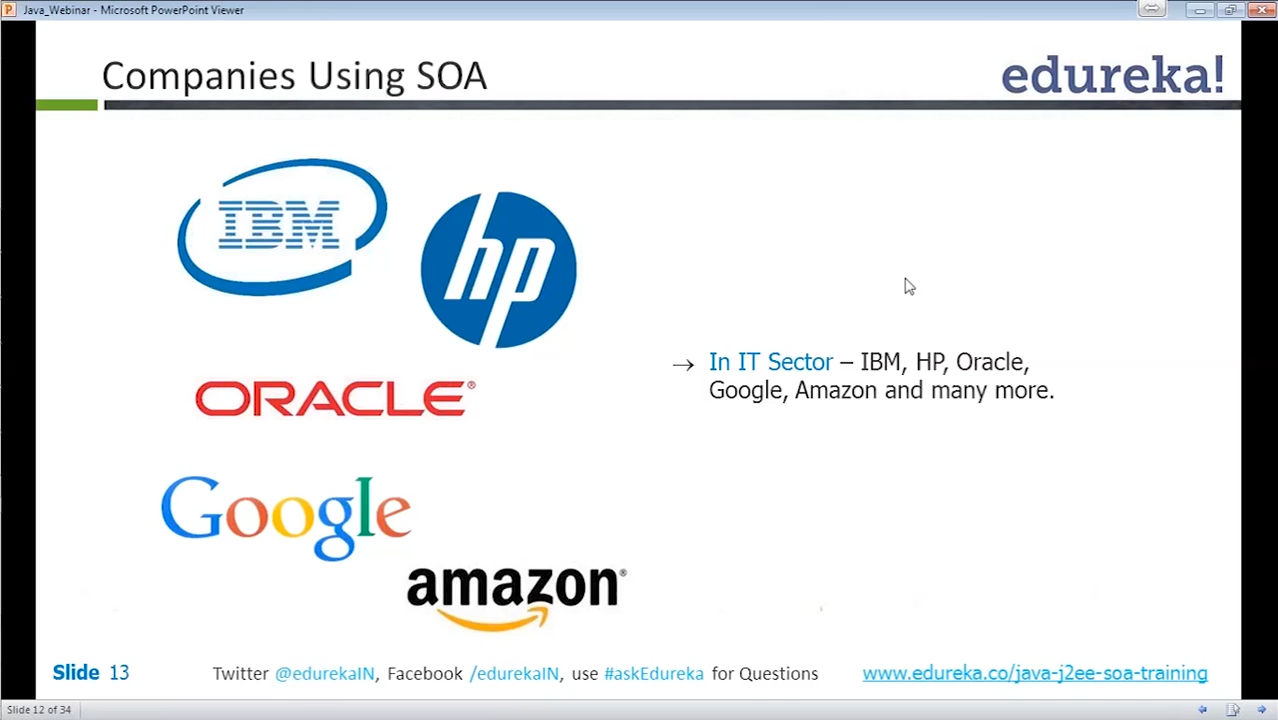 Java_Webinar - Microsoft PowerPoint Viewer
Companies Using SOA
edureka!
IBM
hp
ORACLE®
→ In IT Sector – IBM, HP, Oracle,
Google, Amazon and many more.
Google
amazon®
Slide 13
Twitter @edurekaIN, Facebook /edurekaIN, use #askEdureka for Questions
www.edureka.co/java-j2ee-soa-training
Slide 12 of 34